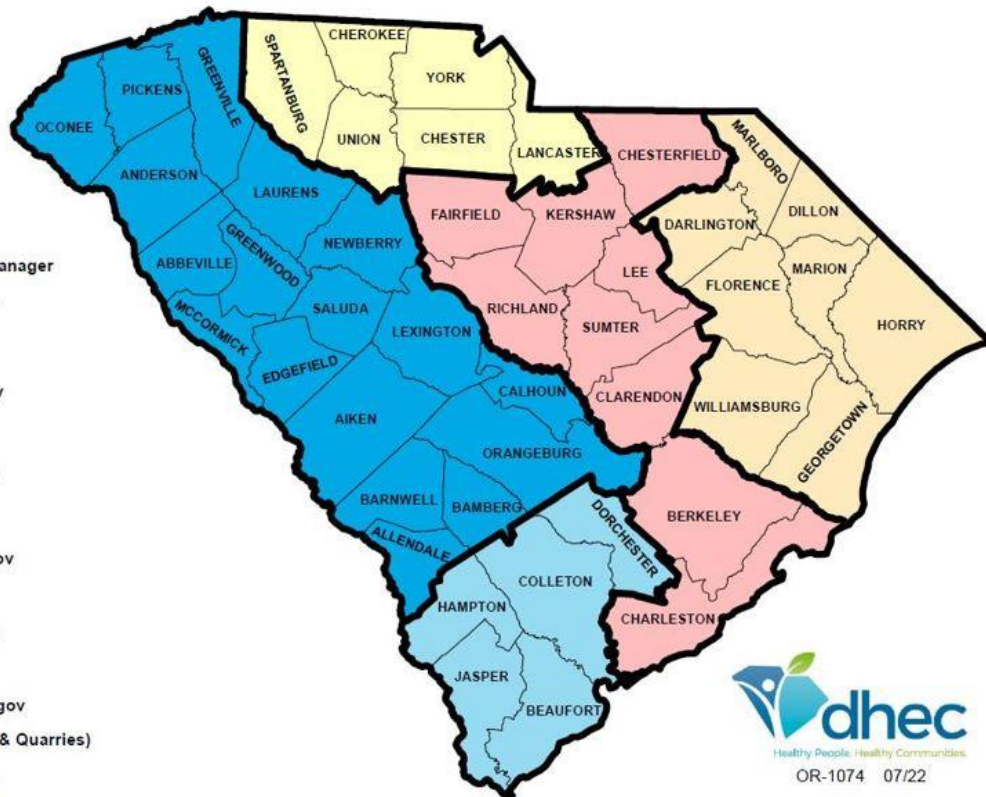 CHEROKEE
SPARTANBURG
YORK
GREENVILLE
PICKENS
OCONEE
UNION
CHESTER
LANCASTER
CHESTERFIELD
MARLBORO
ANDERSON
LAURENS
FAIRFIELD
KERSHAW
DARLINGTON
DILLON
NEWBERRY
GREENWOOD
ABBEVILLE
LEE
MARION
anager
FLORENCE
SALUDA
RICHLAND
SUMTER
HORRY
MCCORMICK
LEXINGTON
EDGEFIELD
CALHOUN
CLARENDON
WILLIAMSBURG
AIKEN
GEORGETOWN
ORANGEBURG
BARNWELL
BAMBERG
BERKELEY
DORCHESTER
ALLENDALE
ov
COLLETON
HAMPTON
CHARLESTON
JASPER
gov
BEAUFORT
dhec
& Quarries)
Healthy People. Healthy Communities.
OR-1074 07/22